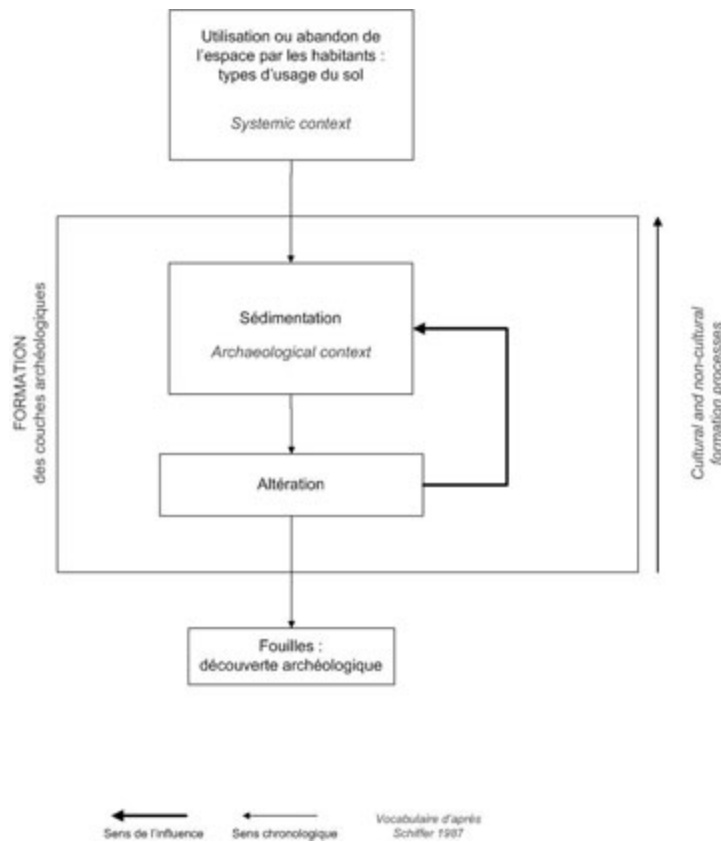 Utilisation ou abandon de
l'espace par les habitants :
types d'usage du sol
Systemic context
FORMATION
des couches archéologiques
Sédimentation
Archaeological context
Altération
Cultural and non-cultural
formation processes
Fouilles :
découverte archéologique
Sens de l'influence
Sens chronologique
Vocabulaire d'après
Schiffer 1987